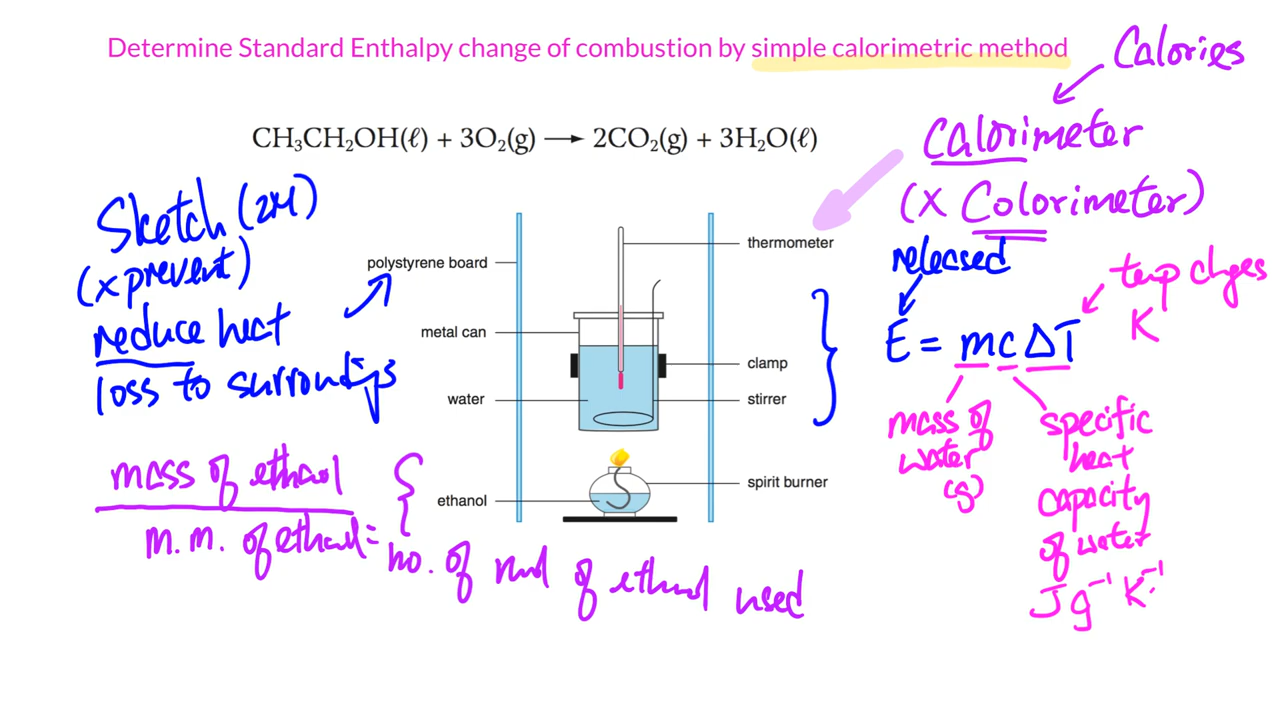 Determine Standard Enthalpy change of combustion by simple calorimetric method
Calories
CH₃CH₂OH(ℓ) + 3O₂(g) → 2CO₂(g) + 3H₂O(ℓ)
Calorimeter
(X Colorimeter)
Sketch (2M)
(x prevent)
reduce heat
loss to surroundings
polystyrene board
metal can
water
ethanol
thermometer
clamp
stirrer
spirit burner
released
temp chges
K
E = mcΔT
mass of
water
(g)
specific
heat
capacity
of water
J g⁻¹ K⁻¹
mass of ethanol
m.m. of ethanol =
no. of mol of ethanol used